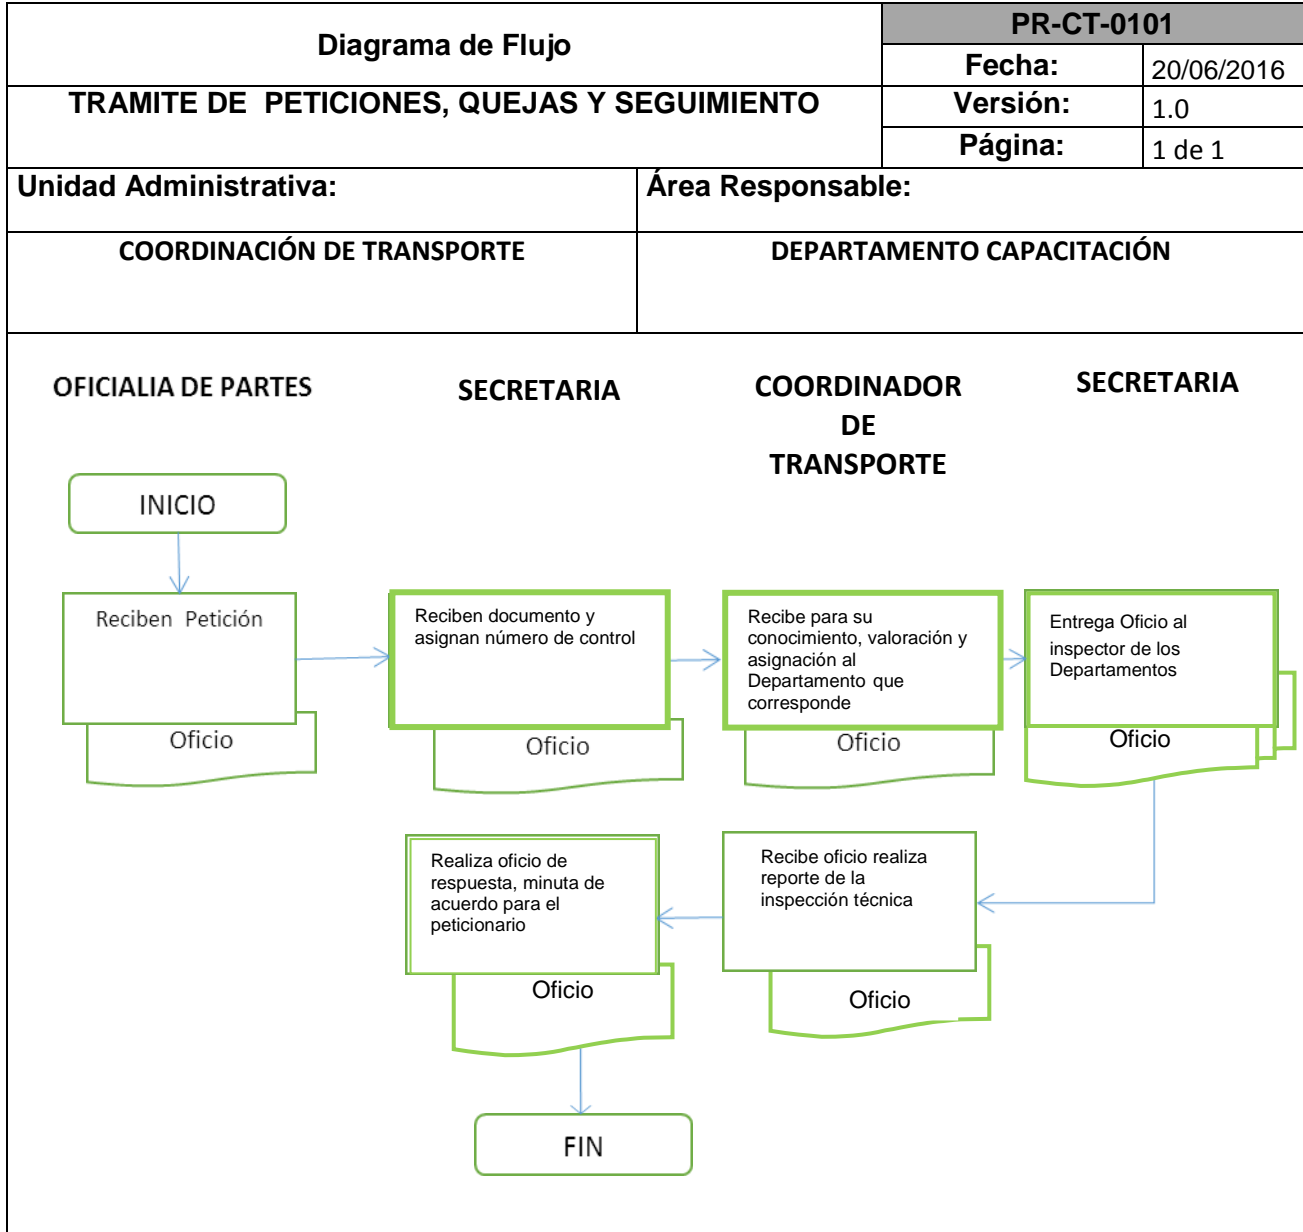 Diagrama de Flujo
TRAMITE DE  PETICIONES, QUEJAS Y SEGUIMIENTO
PR-CT-0101
Fecha: 20/06/2016
Versión: 1.0
Página: 1 de 1
Unidad Administrativa:
Área Responsable:
COORDINACIÓN DE TRANSPORTE
DEPARTAMENTO CAPACITACIÓN
OFICIALIA DE PARTES
SECRETARIA
COORDINADOR
DE
TRANSPORTE
SECRETARIA
INICIO
Reciben  Petición
Oficio
Reciben documento y
asignan número de control
Oficio
Recibe para su
conocimiento, valoración y
asignación al
Departamento que
corresponde
Oficio
Entrega Oficio al
inspector de los
Departamentos
Oficio
Recibe oficio realiza
reporte de la
inspección técnica
Oficio
Realiza oficio de
respuesta, minuta de
acuerdo para el
peticionario
Oficio
FIN